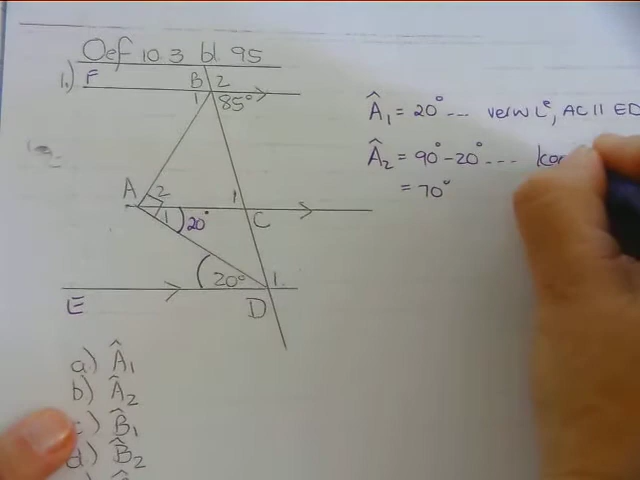 Oef 10.3 bl 95
1.) F B 2
1 85°
A 2
1 20°
1 C
20° 1
E D
Â₁ = 20° ... verw Lᵉ, AC || ED
Â₂ = 90° - 20° ...
= 70°
a) Â₁
b) Â₂
c) B̂₁
d) B̂₂